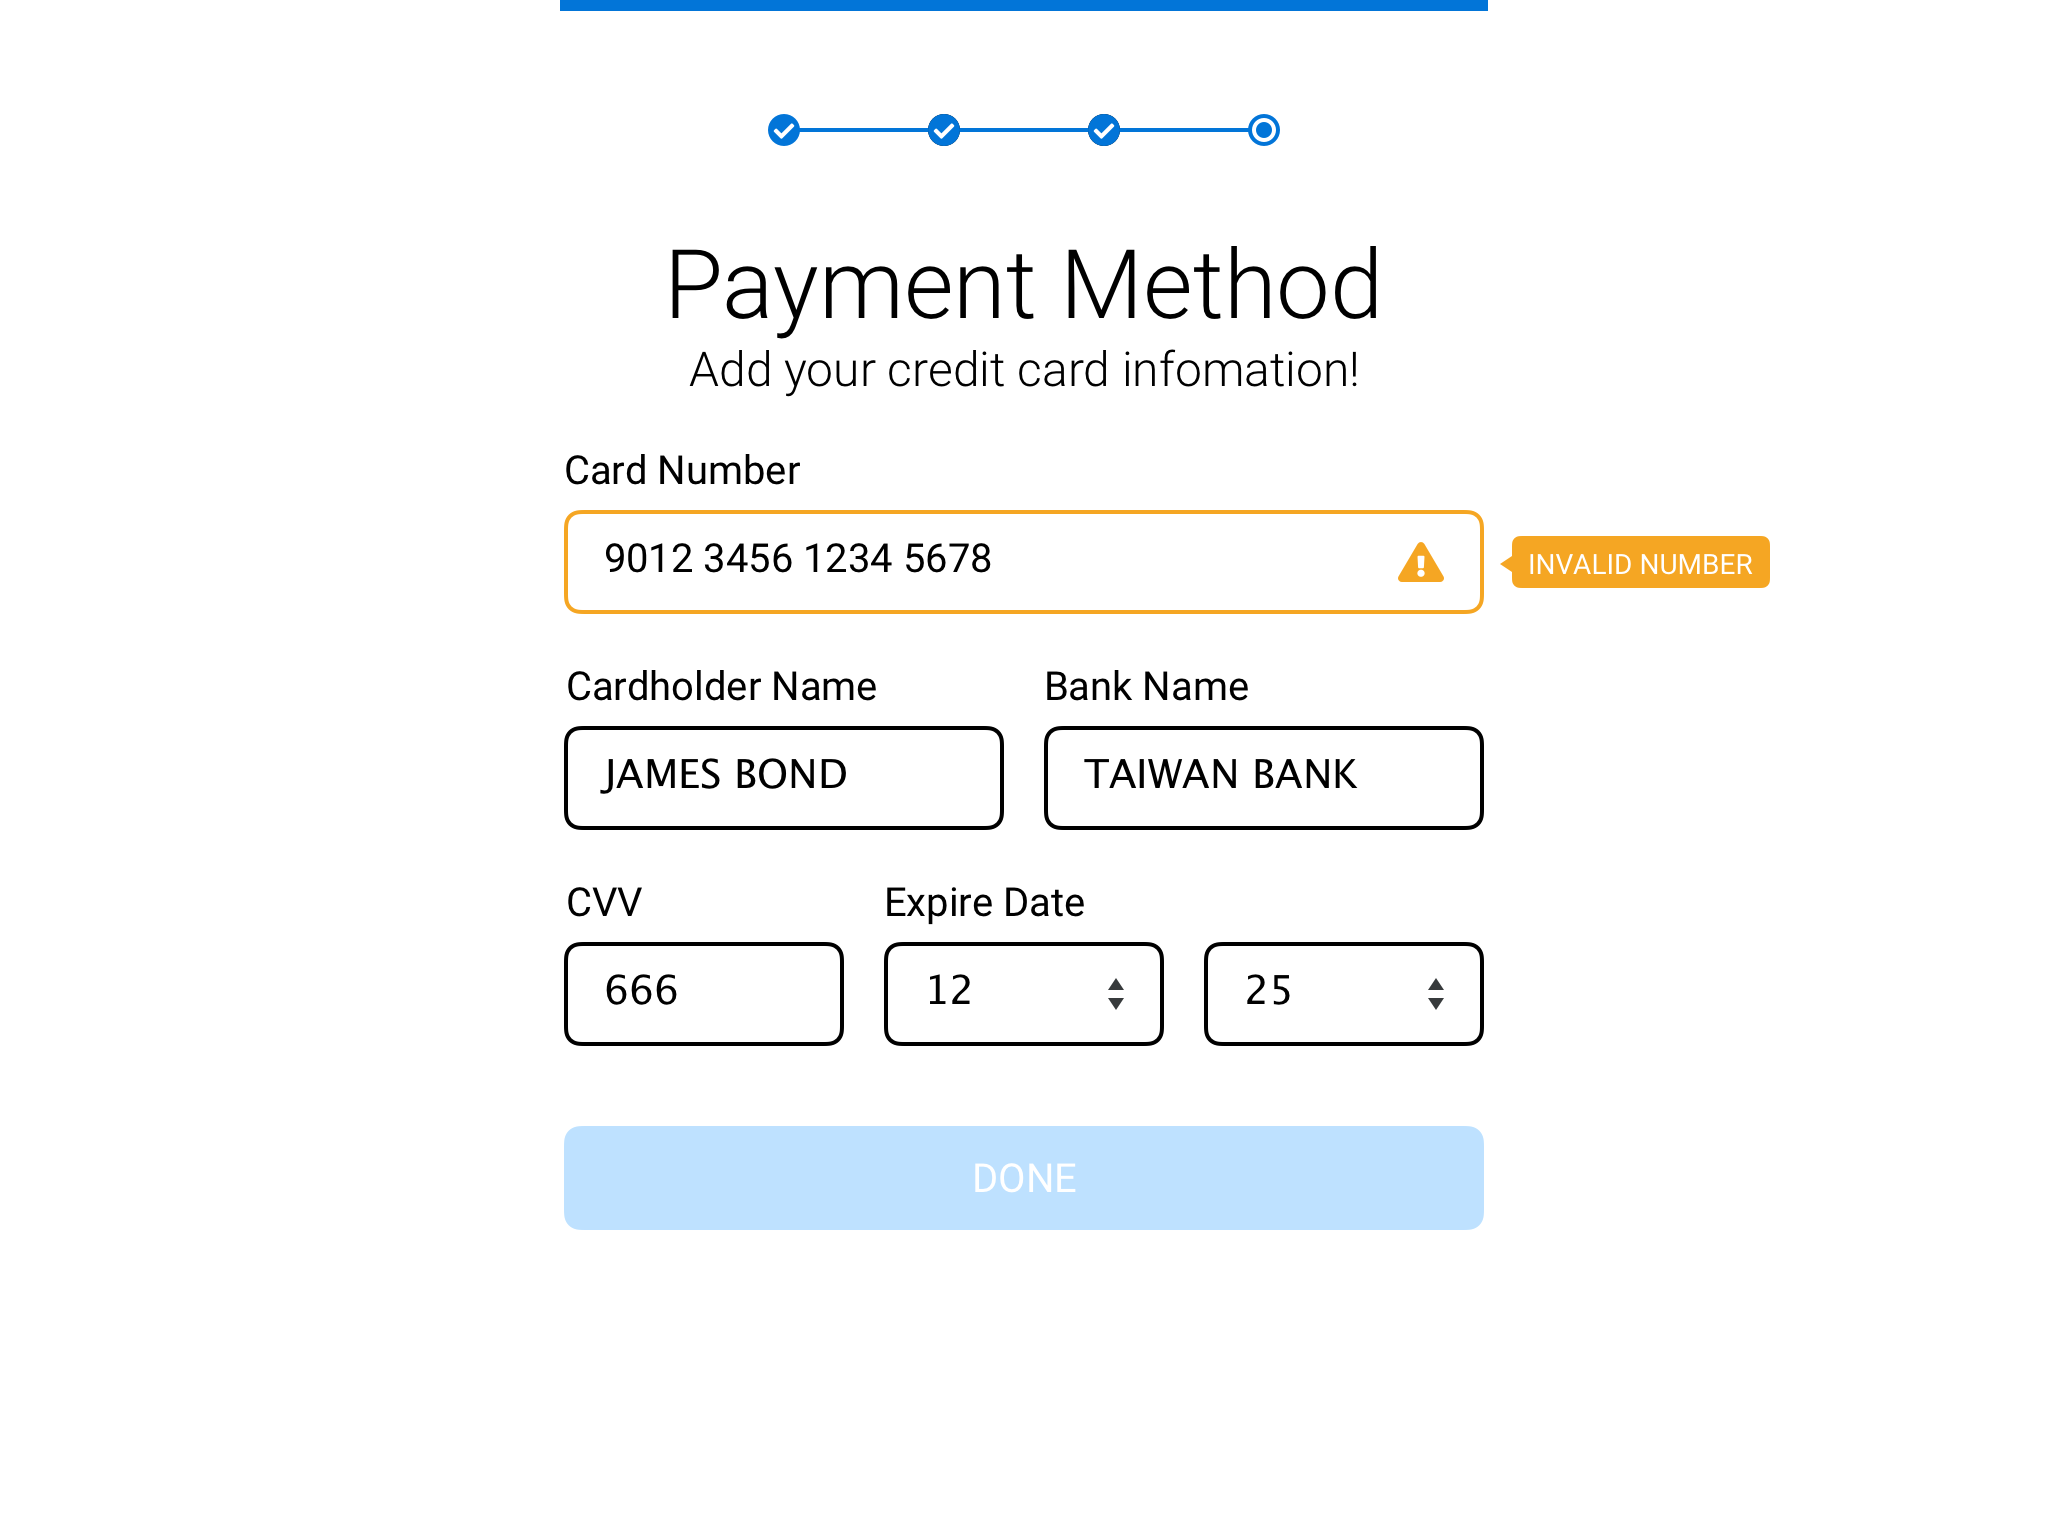 Payment Method
Add your credit card infomation!
Card Number
9012 3456 1234 5678
INVALID NUMBER
Cardholder Name
Bank Name
JAMES BOND
TAIWAN BANK
CVV
Expire Date
666
12
25
DONE